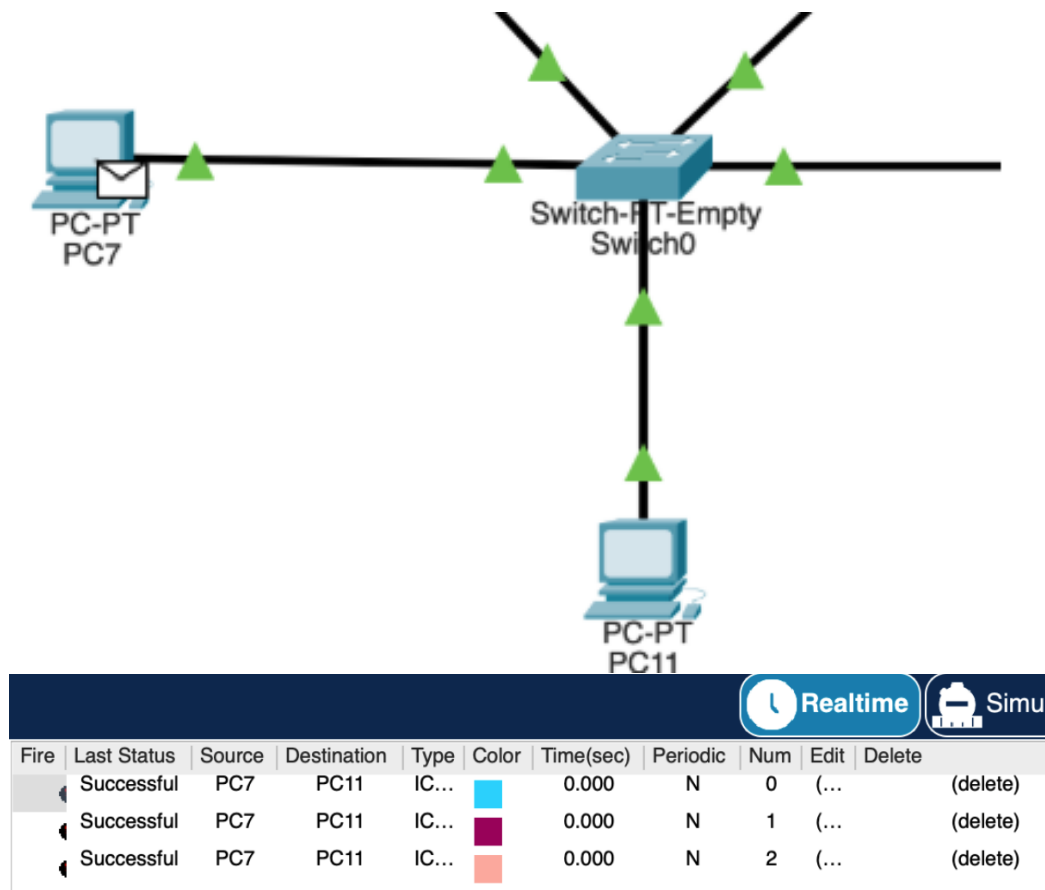 Switch-PT-Empty
Switch0
PC-PT
PC7
PC-PT
PC11
Realtime Simu
Fire Last Status Source Destination Type Color Time(sec) Periodic Num Edit Delete
Successful PC7 PC11 IC... 0.000 N 0 (... (delete)
Successful PC7 PC11 IC... 0.000 N 1 (... (delete)
Successful PC7 PC11 IC... 0.000 N 2 (... (delete)